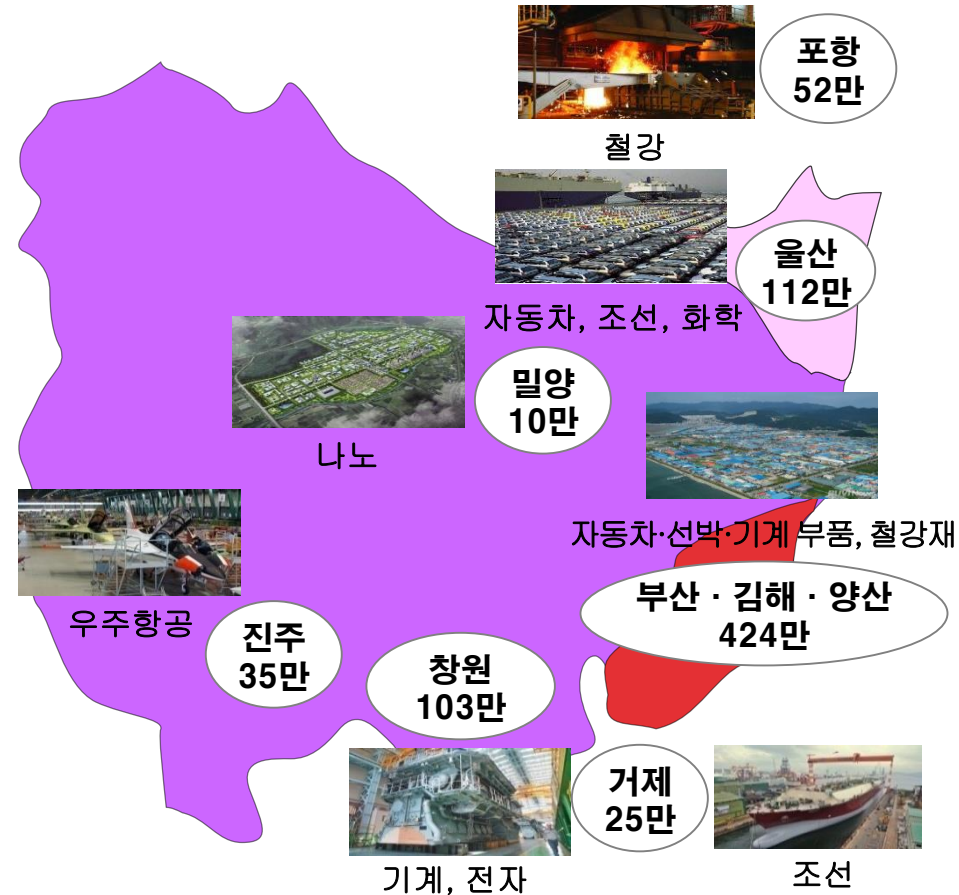 포항
52만
철강
울산
112만
자동차, 조선, 화학
밀양
10만
나노
자동차·선박·기계 부품, 철강재
부산 · 김해 · 양산
424만
우주항공
진주
35만
창원
103만
거제
25만
기계, 전자
조선